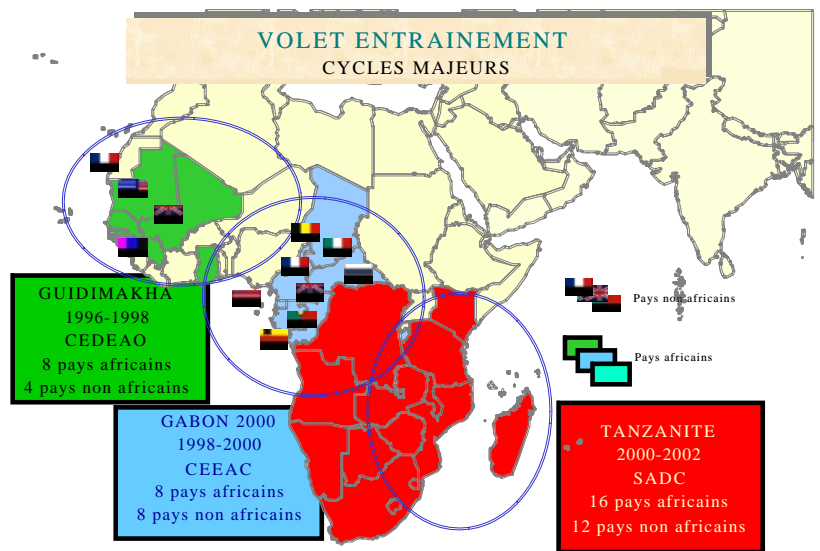 VOLET ENTRAINEMENT
CYCLES MAJEURS
GUIDIMAKHA
1996-1998
CEDEAO
8 pays africains
4 pays non africains
GABON 2000
1998-2000
CEEAC
8 pays africains
8 pays non africains
Pays non africains
Pays africains
TANZANITE
2000-2002
SADC
16 pays africains
12 pays non africains